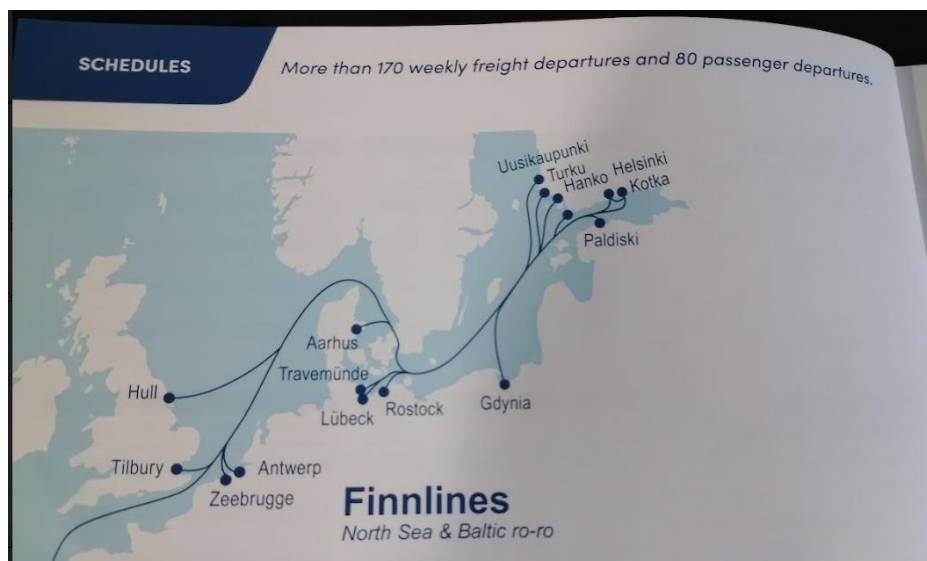 SCHEDULES
More than 170 weekly freight departures and 80 passenger departures.
Uusikaupunki
Turku
Hanko
Helsinki
Kotka
Paldiski
Aarhus
Travemünde
Lübeck
Rostock
Gdynia
Hull
Tilbury
Antwerp
Zeebrugge
Finnlines
North Sea & Baltic ro-ro